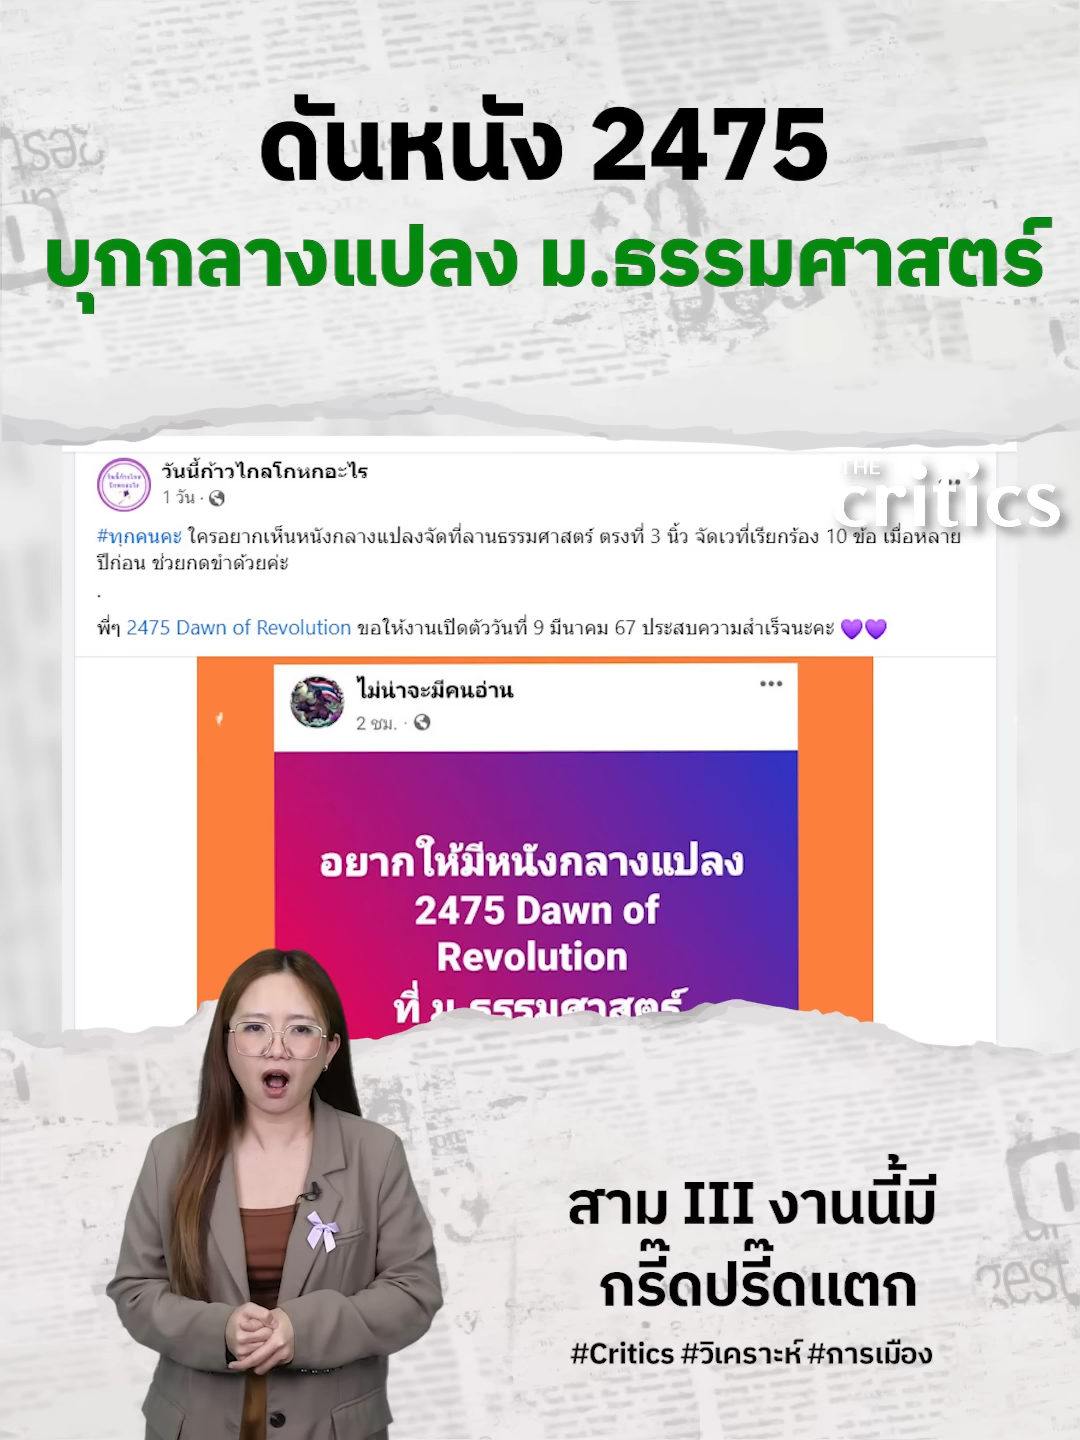 ดันหนัง 2475
บุกกลางแปลง ม.ธรรมศาสตร์
วันนี้ก้าวไกลโกหกอะไร
1 วัน ·
THE
critics
#ทุกคนคะ ใครอยากเห็นหนังกลางแปลงจัดที่ลานธรรมศาสตร์ ตรงที่ 3 นิ้ว จัดเวทีเรียกร้อง 10 ข้อ เมื่อหลาย
ปีก่อน ช่วยกดขำด้วยค่ะ
.
พี่ๆ 2475 Dawn of Revolution ขอให้งานเปิดตัววันที่ 9 มีนาคม 67 ประสบความสำเร็จนะคะ 💜💜
ไม่น่าจะมีคนอ่าน
2 ชม. ·
อยากให้มีหนังกลางแปลง
2475 Dawn of
Revolution
ที่ ม.ธรรมศาสตร์
สาม III งานนี้มี
กรี๊ดปรี๊ดแตก
#Critics #วิเคราะห์ #การเมือง